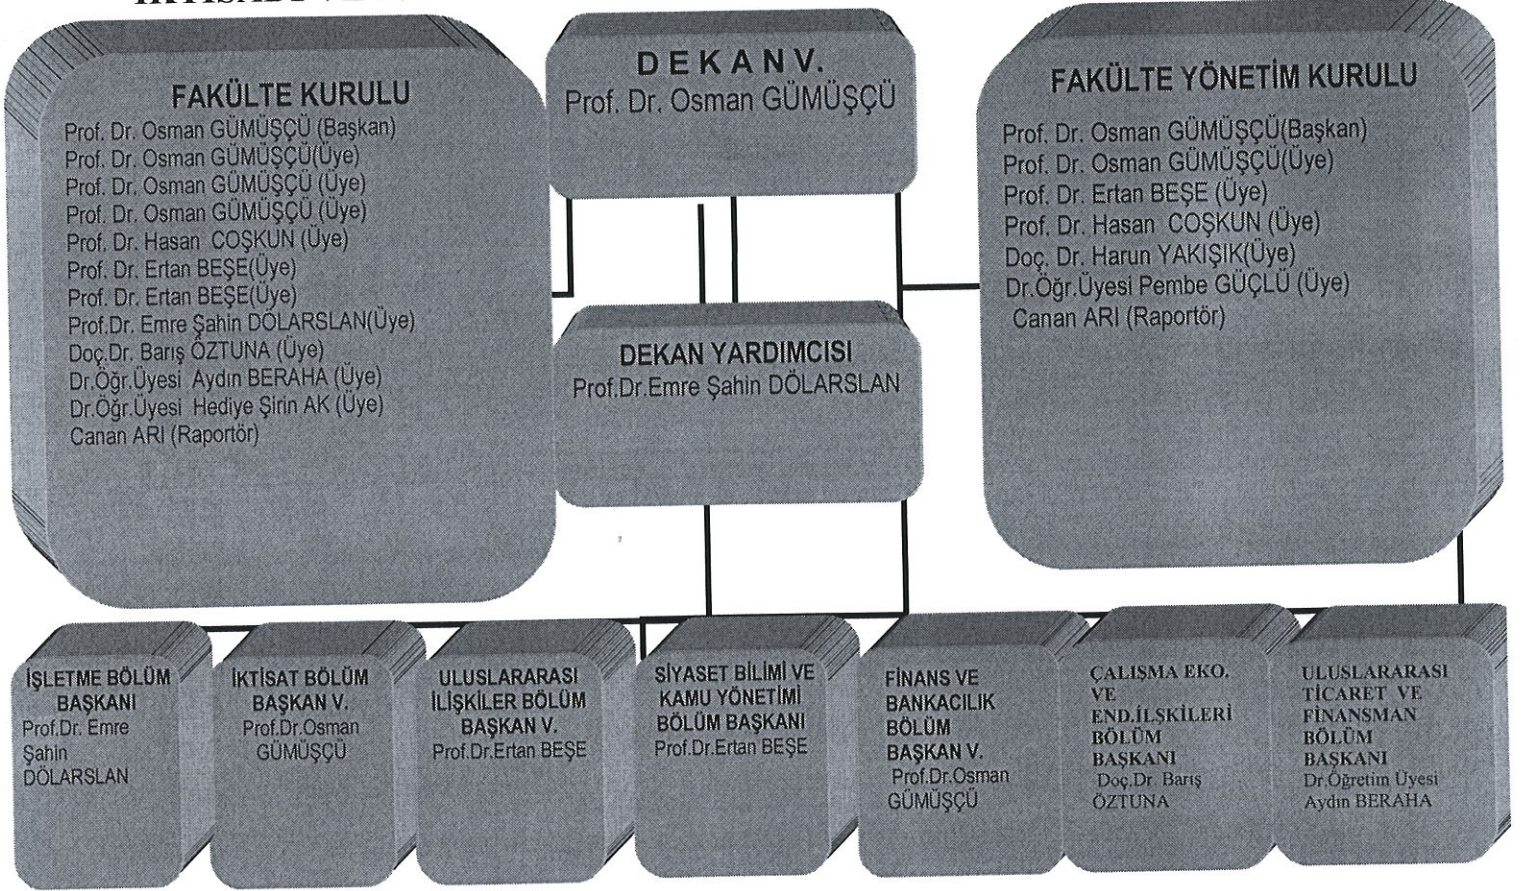 FAKÜLTE KURULU
Prof. Dr. Osman GÜMÜŞÇÜ (Başkan)
Prof. Dr. Osman GÜMÜŞÇÜ(Üye)
Prof. Dr. Osman GÜMÜŞÇÜ (Üye)
Prof. Dr. Osman GÜMÜŞÇÜ (Üye)
Prof. Dr. Hasan COŞKUN (Üye)
Prof. Dr. Ertan BEŞE(Üye)
Prof. Dr. Ertan BEŞE(Üye)
Prof.Dr. Emre Şahin DÖLARSLAN(Üye)
Doç.Dr. Barış ÖZTUNA (Üye)
Dr.Öğr.Üyesi Aydın BERAHA (Üye)
Dr.Öğr.Üyesi Hediye Şirin AK (Üye)
Canan ARI (Raportör)
D E K A N V.
Prof. Dr. Osman GÜMÜŞÇÜ
FAKÜLTE YÖNETİM KURULU
Prof. Dr. Osman GÜMÜŞÇÜ(Başkan)
Prof. Dr. Osman GÜMÜŞÇÜ(Üye)
Prof. Dr. Ertan BEŞE (Üye)
Prof. Dr. Hasan COŞKUN (Üye)
Doç. Dr. Harun YAKIŞIK(Üye)
Dr.Öğr.Üyesi Pembe GÜÇLÜ (Üye)
Canan ARI (Raportör)
DEKAN YARDIMCISI
Prof.Dr.Emre Şahin DÖLARSLAN
İŞLETME BÖLÜM
BAŞKANI
Prof.Dr. Emre
Şahin
DÖLARSLAN
İKTİSAT BÖLÜM
BAŞKAN V.
Prof.Dr.Osman
GÜMÜŞÇÜ
ULUSLARARASI
İLİŞKİLER BÖLÜM
BAŞKAN V.
Prof.Dr.Ertan BEŞE
SİYASET BİLİMİ VE
KAMU YÖNETİMİ
BÖLÜM BAŞKANI
Prof.Dr.Ertan BEŞE
FİNANS VE
BANKACILIK
BÖLÜM
BAŞKAN V.
Prof.Dr.Osman
GÜMÜŞÇÜ
ÇALIŞMA EKO.
VE
END.İLŞKİLERİ
BÖLÜM
BAŞKANI
Doç.Dr. Barış
ÖZTUNA
ULUSLARARASI
TİCARET VE
FİNANSMAN
BÖLÜM
BAŞKANI
Dr.Öğretim Üyesi
Aydın BERAHA